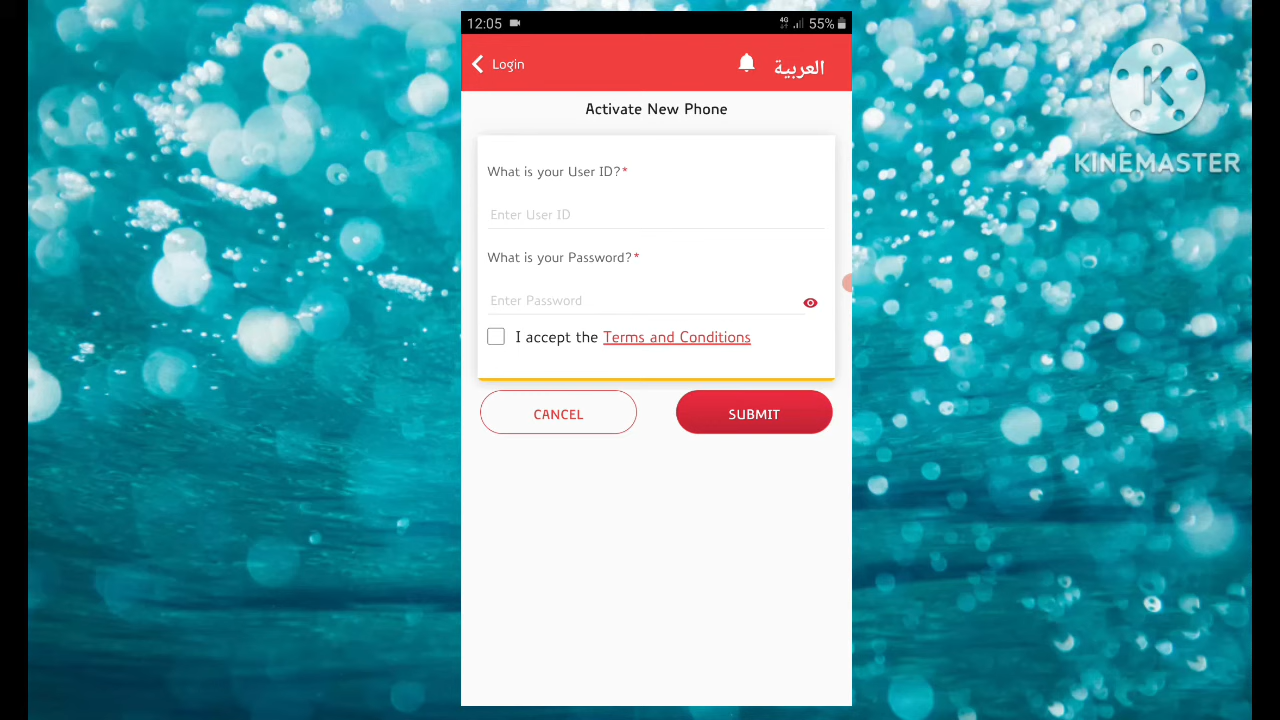 12:05
4G 55%
Login
العربية
Activate New Phone
What is your User ID?*
Enter User ID
What is your Password?*
Enter Password
I accept the Terms and Conditions
CANCEL
SUBMIT
K
KINEMASTER